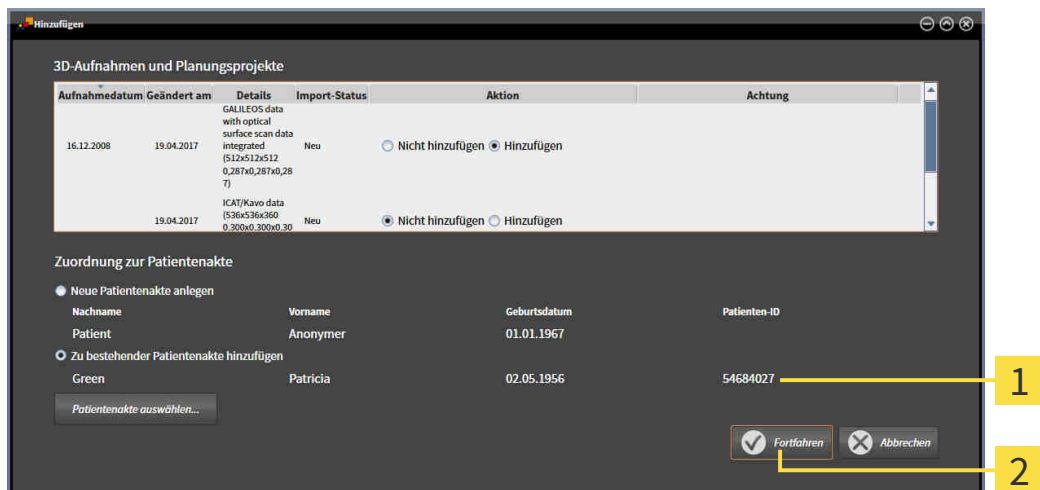 Hinzufügen
3D-Aufnahmen und Planungsprojekte
Aufnahmedatum Geändert am Details Import-Status Aktion Achtung
GALILEOS data
with optical
surface scan data
16.12.2008 19.04.2017 integrated Neu Nicht hinzufügen Hinzufügen
(512x512x512
0,287x0,287x0,28
7)
ICAT/Kavo data
(536x536x360
19.04.2017 0.300x0.300x0.30 Neu Nicht hinzufügen Hinzufügen
Zuordnung zur Patientenakte
Neue Patientenakte anlegen
Nachname Vorname Geburtsdatum Patienten-ID
Patient Anonymer 01.01.1967
Zu bestehender Patientenakte hinzufügen
Green Patricia 02.05.1956 54684027
1
Patientenakte auswählen...
Fortfahren Abbrechen
2